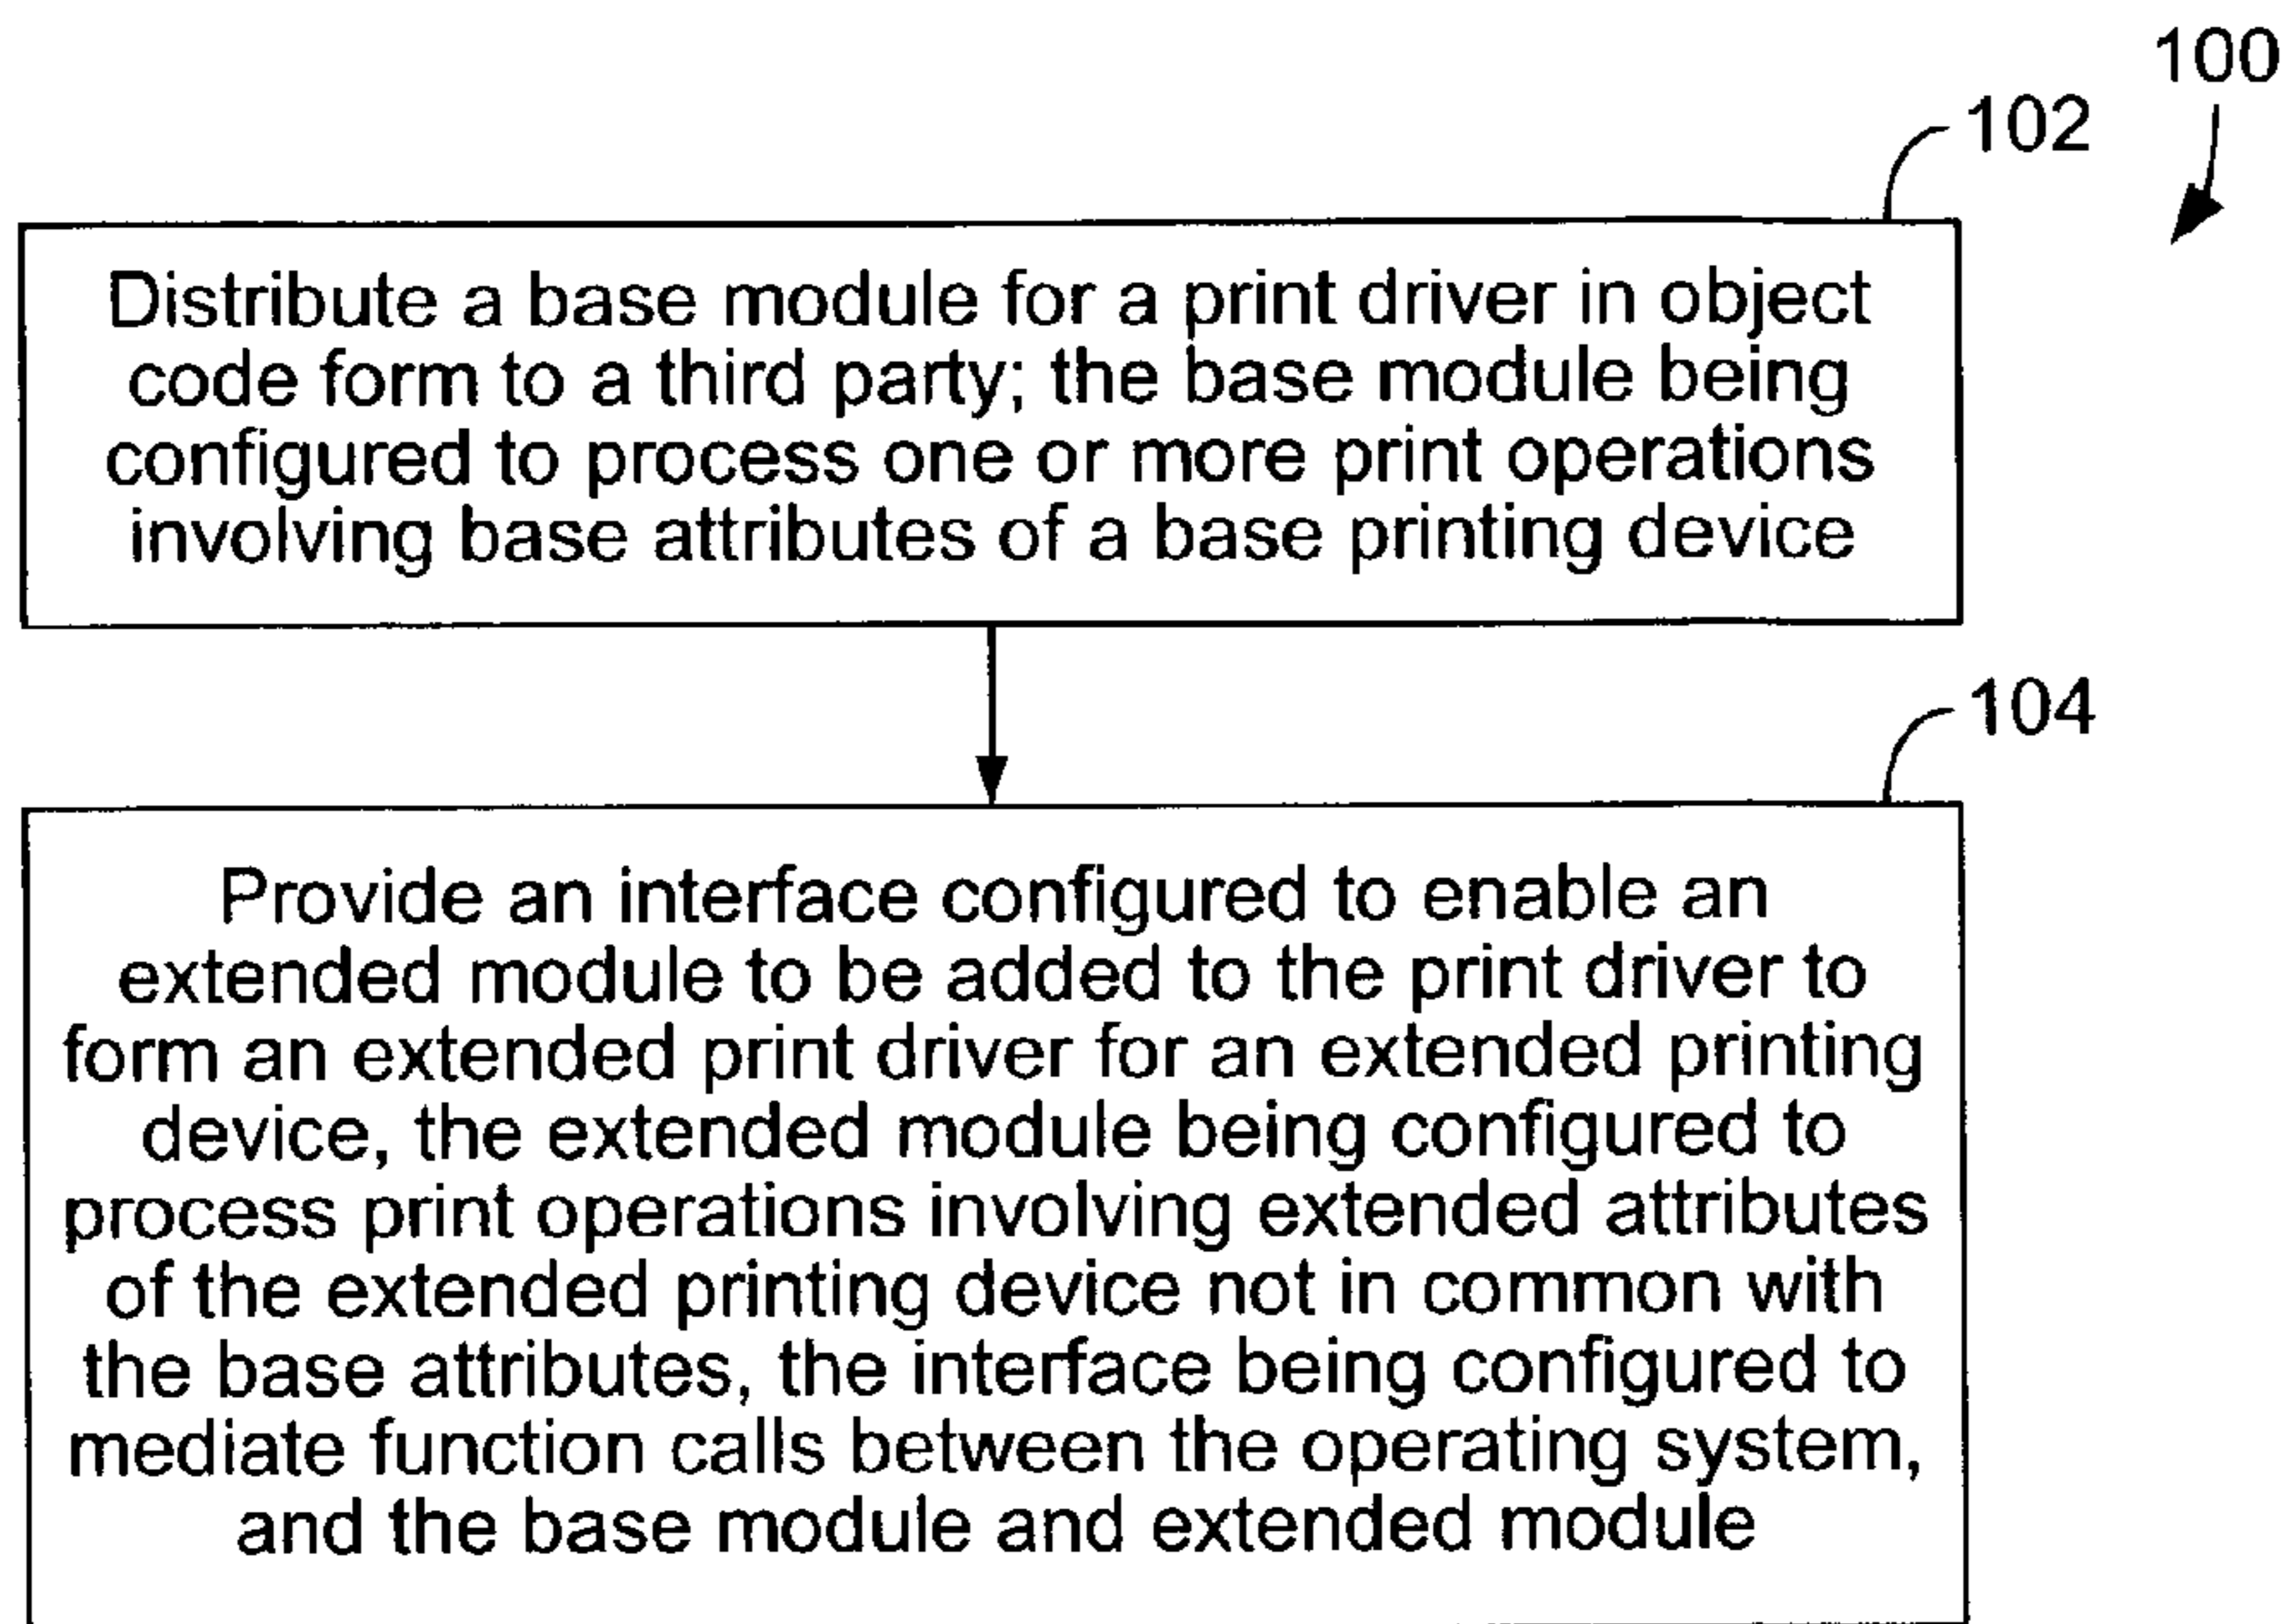 100
102
Distribute a base module for a print driver in object
code form to a third party; the base module being
configured to process one or more print operations
involving base attributes of a base printing device
104
Provide an interface configured to enable an
extended module to be added to the print driver to
form an extended print driver for an extended printing
device, the extended module being configured to
process print operations involving extended attributes
of the extended printing device not in common with
the base attributes, the interface being configured to
mediate function calls between the operating system,
and the base module and extended module